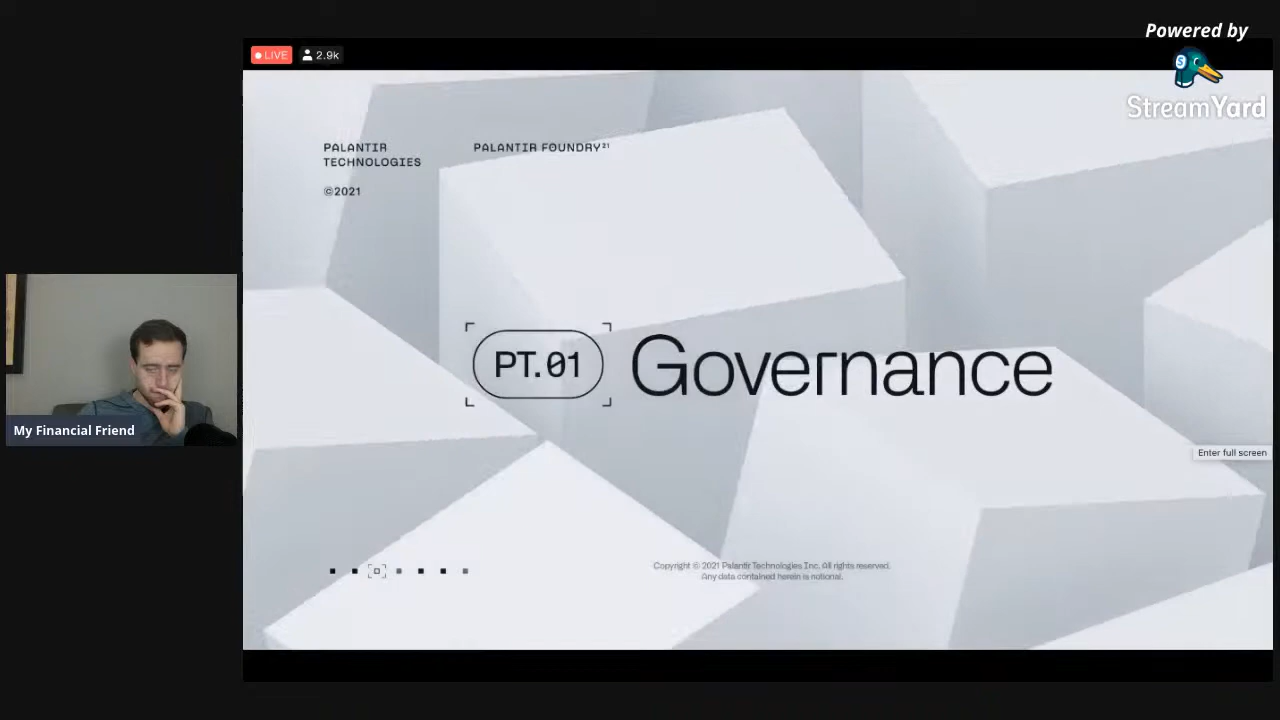 Powered by
StreamYard
LIVE 2.9k
PALANTIR
TECHNOLOGIES
©2021
PALANTIR FOUNDRY²¹
PT.01 Governance
My Financial Friend
Enter full screen
Copyright © 2021 Palantir Technologies Inc. All rights reserved.
Any data contained herein is notional.